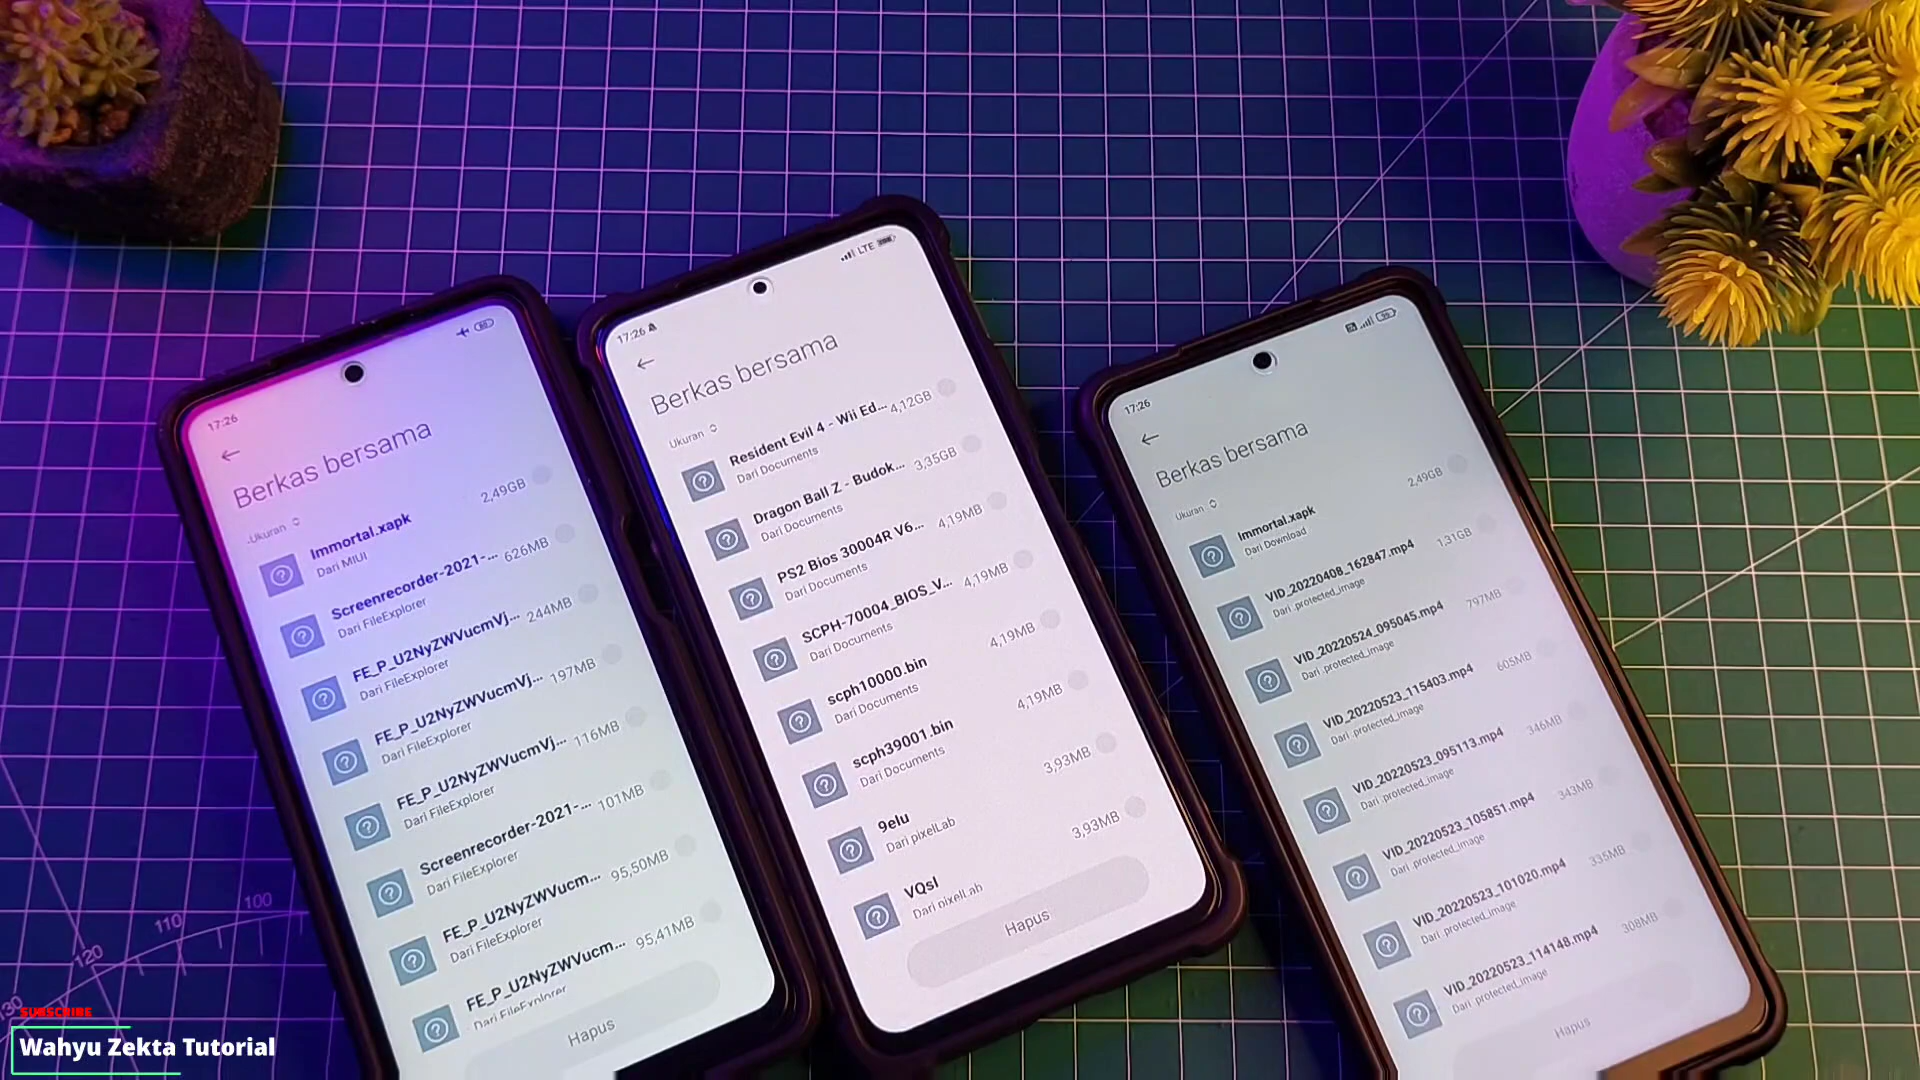 17:26
Berkas bersama
Ukuran
Immortal.xapk
2,49GB
Dari MIUI
Screenrecorder-2021-...
626MB
Dari FileExplorer
FE_P_U2NyZWVucmVj...
244MB
Dari FileExplorer
FE_P_U2NyZWVucmVj...
197MB
Dari FileExplorer
FE_P_U2NyZWVucmVj...
116MB
Dari FileExplorer
Screenrecorder-2021-...
101MB
Dari FileExplorer
FE_P_U2NyZWVucm...
95,50MB
Dari FileExplorer
FE_P_U2NyZWVucm...
95,41MB
Dari FileExplorer
Hapus
17:26
LTE
Berkas bersama
Ukuran
Resident Evil 4 - Wii Ed...
4,12GB
Dari Documents
Dragon Ball Z - Budok...
3,35GB
Dari Documents
PS2 Bios 30004R V6...
4,19MB
Dari Documents
SCPH-70004_BIOS_V...
4,19MB
Dari Documents
scph10000.bin
4,19MB
Dari Documents
scph39001.bin
4,19MB
Dari Documents
9elu
3,93MB
Dari pixelLab
VQsl
3,93MB
Dari pixelLab
Hapus
17:26
Berkas bersama
Ukuran
Immortal.xapk
2,49GB
Dari Download
VID_20220408_162847.mp4
1,31GB
Dari .protected_image
VID_20220524_095045.mp4
797MB
Dari .protected_image
VID_20220523_115403.mp4
605MB
Dari .protected_image
VID_20220523_095113.mp4
346MB
Dari .protected_image
VID_20220523_105851.mp4
343MB
Dari .protected_image
VID_20220523_101020.mp4
335MB
Dari .protected_image
VID_20220523_114148.mp4
308MB
Dari .protected_image
Hapus
100
110
120
130
SUBSCRIBE
Wahyu Zekta Tutorial